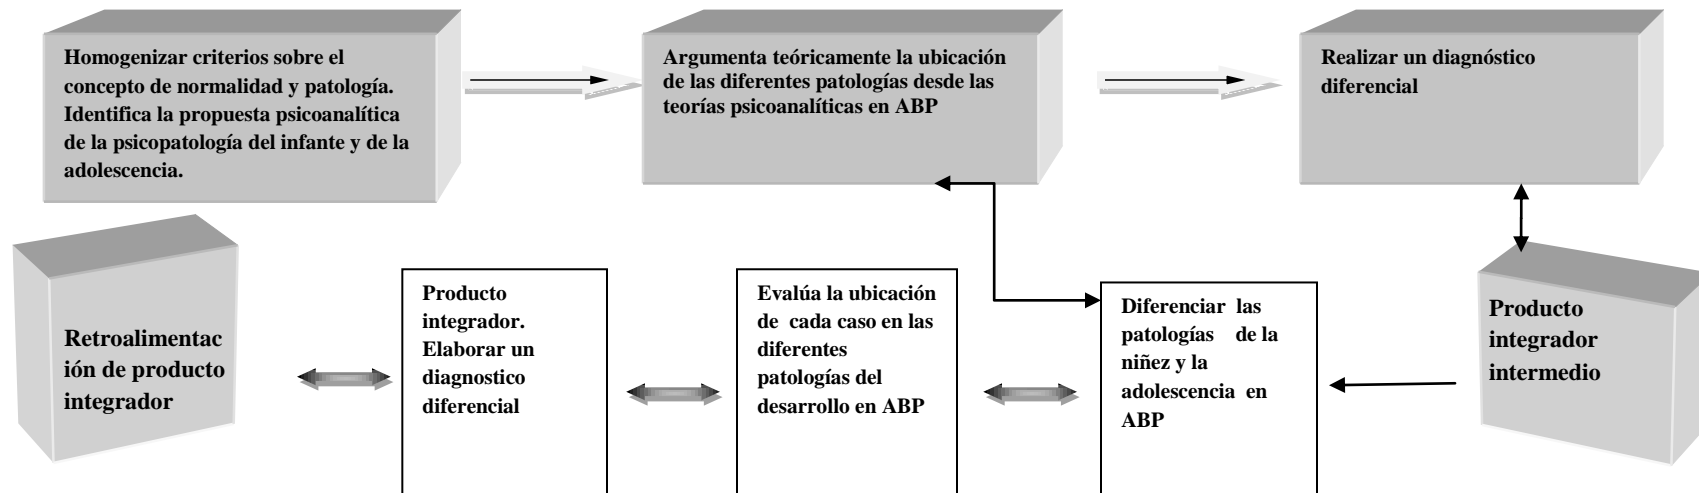 Homogenizar criterios sobre el
concepto de normalidad y patología.
Identifica la propuesta psicoanalítica
de la psicopatología del infante y de la
adolescencia.
Argumenta teóricamente la ubicación
de las diferentes patologías desde las
teorías psicoanalíticas en ABP
Realizar un diagnóstico
diferencial
Retroalimentac
ión de producto
integrador
Producto
integrador.
Elaborar un
diagnostico
diferencial
Evalúa la ubicación
de cada caso en las
diferentes
patologías del
desarrollo en ABP
Diferenciar las
patologías de la
niñez y la
adolescencia en
ABP
Producto
integrador
intermedio